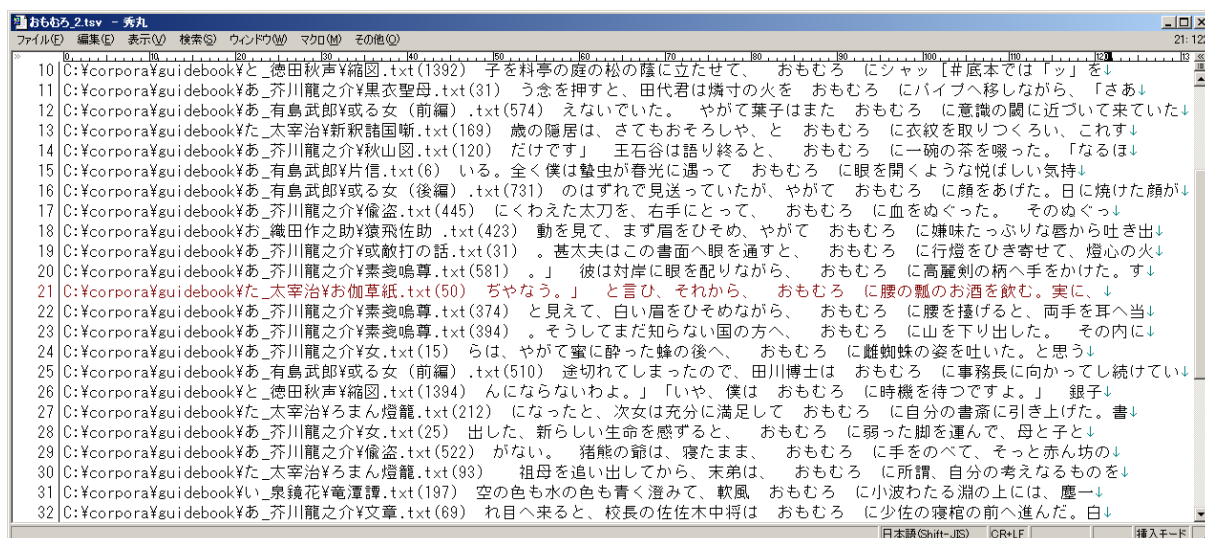 おもむろ_2.tsv - 秀丸
ファイル(F) 編集(E) 表示(V) 検索(S) ウィンドウ(W) マクロ(M) その他(O) 21: 122
0 10 20 30 40 50 60 70 80 90 100 110 120 13
10 C:¥corpora¥guidebook¥と_徳田秋声¥縮図.txt(1392) 子を料亭の庭の松の蔭に立たせて、 おもむろ にシャッ [#底本では「ッ」を
11 C:¥corpora¥guidebook¥あ_芥川龍之介¥黒衣聖母.txt(31) う念を押すと、田代君は燐寸の火を おもむろ にパイプへ移しながら、「さあ
12 C:¥corpora¥guidebook¥あ_有島武郎¥或る女（前編）.txt(574) えないでいた。 やがて葉子はまた おもむろ に意識の閾に近づいて来ていた↓
13 C:¥corpora¥guidebook¥た_太宰治¥新釈諸国噺.txt(169) 歳の隠居は、さてもおそろしや、と おもむろ に衣紋を取りつくろい、これす↓
14 C:¥corpora¥guidebook¥あ_芥川龍之介¥秋山図.txt(120) だけです」 王石谷は語り終ると、 おもむろ に一碗の茶を啜った。「なるほ↓
15 C:¥corpora¥guidebook¥あ_有島武郎¥片信.txt(6) いる。全く僕は蟄虫が春光に遇って おもむろ に眼を開くような悦ばしい気持↓
16 C:¥corpora¥guidebook¥あ_有島武郎¥或る女（後編）.txt(731) のはずれで見送っていたが、やがて おもむろ に顔をあげた。日に焼けた顔が↓
17 C:¥corpora¥guidebook¥あ_芥川龍之介¥偸盗.txt(445) にくわえた太刀を、右手にとって、 おもむろ に血をぬぐった。 そのぬぐっ↓
18 C:¥corpora¥guidebook¥お_織田作之助¥猿飛佐助 .txt(423) 動を見て、まず眉をひそめ、やがて おもむろ に嫌味たっぷりな唇から吐き出↓
19 C:¥corpora¥guidebook¥あ_芥川龍之介¥或敵打の話.txt(31) 。甚太夫はこの書面へ眼を通すと、 おもむろ に行燈をひき寄せて、燈心の火↓
20 C:¥corpora¥guidebook¥あ_芥川龍之介¥素戔嗚尊.txt(581) 。」 彼は対岸に眼を配りながら、 おもむろ に高麗剣の柄へ手をかけた。す↓
21 C:¥corpora¥guidebook¥た_太宰治¥お伽草紙.txt(50) ぢやなう。」 と言ひ、それから、 おもむろ に腰の瓢のお酒を飲む。実に、↓
22 C:¥corpora¥guidebook¥あ_芥川龍之介¥素戔嗚尊.txt(374) と見えて、白い眉をひそめながら、 おもむろ に腰を擡げると、両手を耳へ当↓
23 C:¥corpora¥guidebook¥あ_芥川龍之介¥素戔嗚尊.txt(394) 。そうしてまだ知らない国の方へ、 おもむろ に山を下り出した。 その内に↓
24 C:¥corpora¥guidebook¥あ_芥川龍之介¥女.txt(15) らは、やがて蜜に酔った蜂の後へ、 おもむろ に雌蜘蛛の姿を吐いた。と思う↓
25 C:¥corpora¥guidebook¥あ_有島武郎¥或る女（前編）.txt(510) 途切れてしまったので、田川博士は おもむろ に事務長に向かってし続けてい↓
26 C:¥corpora¥guidebook¥と_徳田秋声¥縮図.txt(1394) んにならないわよ。」「いや、僕は おもむろ に時機を待つですよ。」 銀子↓
27 C:¥corpora¥guidebook¥た_太宰治¥ろまん燈籠.txt(212) になったと、次女は充分に満足して おもむろ に自分の書斎に引き上げた。書↓
28 C:¥corpora¥guidebook¥あ_芥川龍之介¥女.txt(25) 出した、新らしい生命を感ずると、 おもむろ に弱った脚を運んで、母と子と↓
29 C:¥corpora¥guidebook¥あ_芥川龍之介¥偸盗.txt(522) がない。 猪熊の爺は、寝たまま、 おもむろ に手をのべて、そっと赤ん坊の↓
30 C:¥corpora¥guidebook¥た_太宰治¥ろまん燈籠.txt(93) 祖母を追い出してから、末弟は、 おもむろ に所謂、自分の考えなるものを↓
31 C:¥corpora¥guidebook¥い_泉鏡花¥竜潭譚.txt(197) 空の色も水の色も青く澄みて、軟風 おもむろ に小波わたる淵の上には、塵一↓
32 C:¥corpora¥guidebook¥あ_芥川龍之介¥文章.txt(69) れ目へ来ると、校長の佐佐木中将は おもむろ に少佐の寝棺の前へ進んだ。白↓
日本語(Shift-JIS) CR+LF 挿入モード